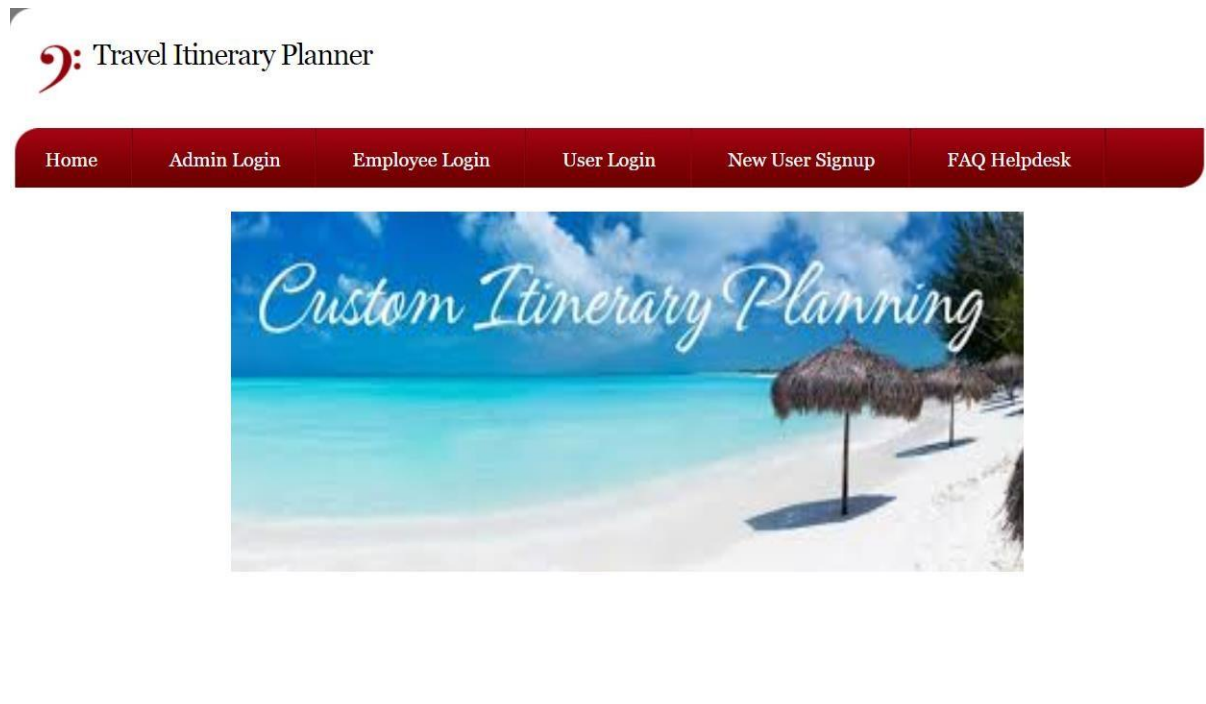 Travel Itinerary Planner
Home Admin Login Employee Login User Login New User Signup FAQ Helpdesk
Custom Itinerary Planning